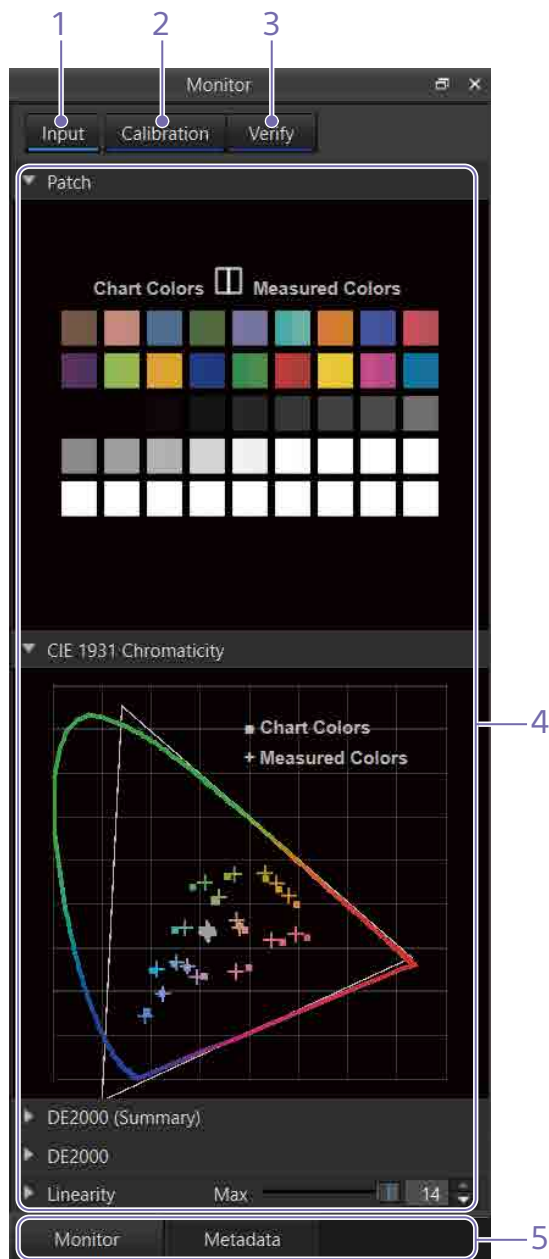 1 2 3
Monitor
Input Calibration Verify
Patch
Chart Colors Measured Colors
CIE 1931 Chromaticity
Chart Colors
+ Measured Colors
4
DE2000 (Summary)
DE2000
Linearity Max 14
Monitor Metadata
5